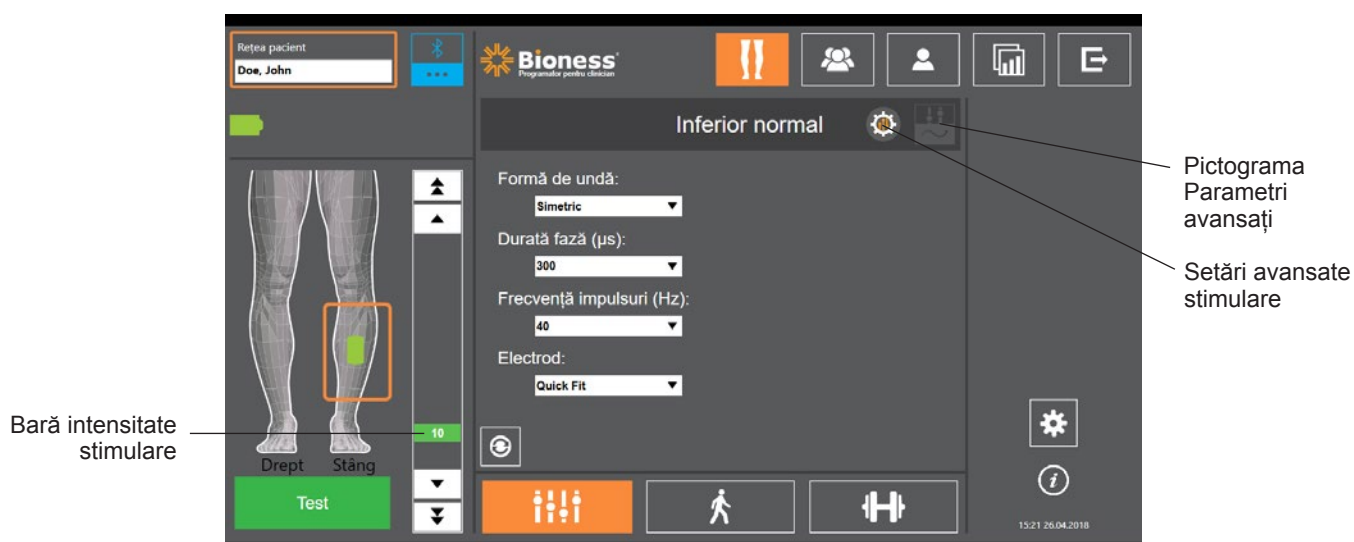 Rețea pacient
Doe, John
Bioness
Programator pentru clinician
Inferior normal
Formă de undă:
Simetric
Durată fază (µs):
300
Frecvență impulsuri (Hz):
40
Electrod:
Quick Fit
10
Drept Stâng
Test
15:21 26.04.2018
Pictograma
Parametri
avansați
Setări avansate
stimulare
Bară intensitate
stimulare